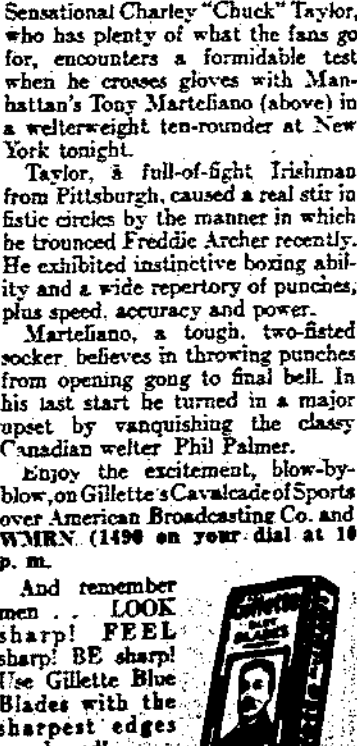 Sensational Charley "Chuck" Taylor,
who has plenty of what the fans go
for, encounters a formidable test
when he crosses gloves with Man-
hattan's Tony Marteliano (above) in
a welterweight ten-rounder at New
York tonight.
Taylor, a full-of-fight Irishman
from Pittsburgh, caused a real stir in
fistic circles by the manner in which
he trounced Freddie Archer recently.
He exhibited instinctive boxing abil-
ity and a wide repertory of punches,
plus speed, accuracy and power.
Marteliano, a tough, two-fisted
socker, believes in throwing punches
from opening gong to final bell. In
his last start he turned in a major
upset by vanquishing the classy
Canadian welter Phil Palmer.
Enjoy the excitement, blow-by-
blow, on Gillette's Cavalcade of Sports
over American Broadcasting Co. and
WMRN (1490 on your dial at 10
p. m.
And remember
men . . LOOK
sharp! FEEL
sharp! BE sharp!
Use Gillette Blue
Blades with the
sharpest edges
Gillette
BLUE
BLADES